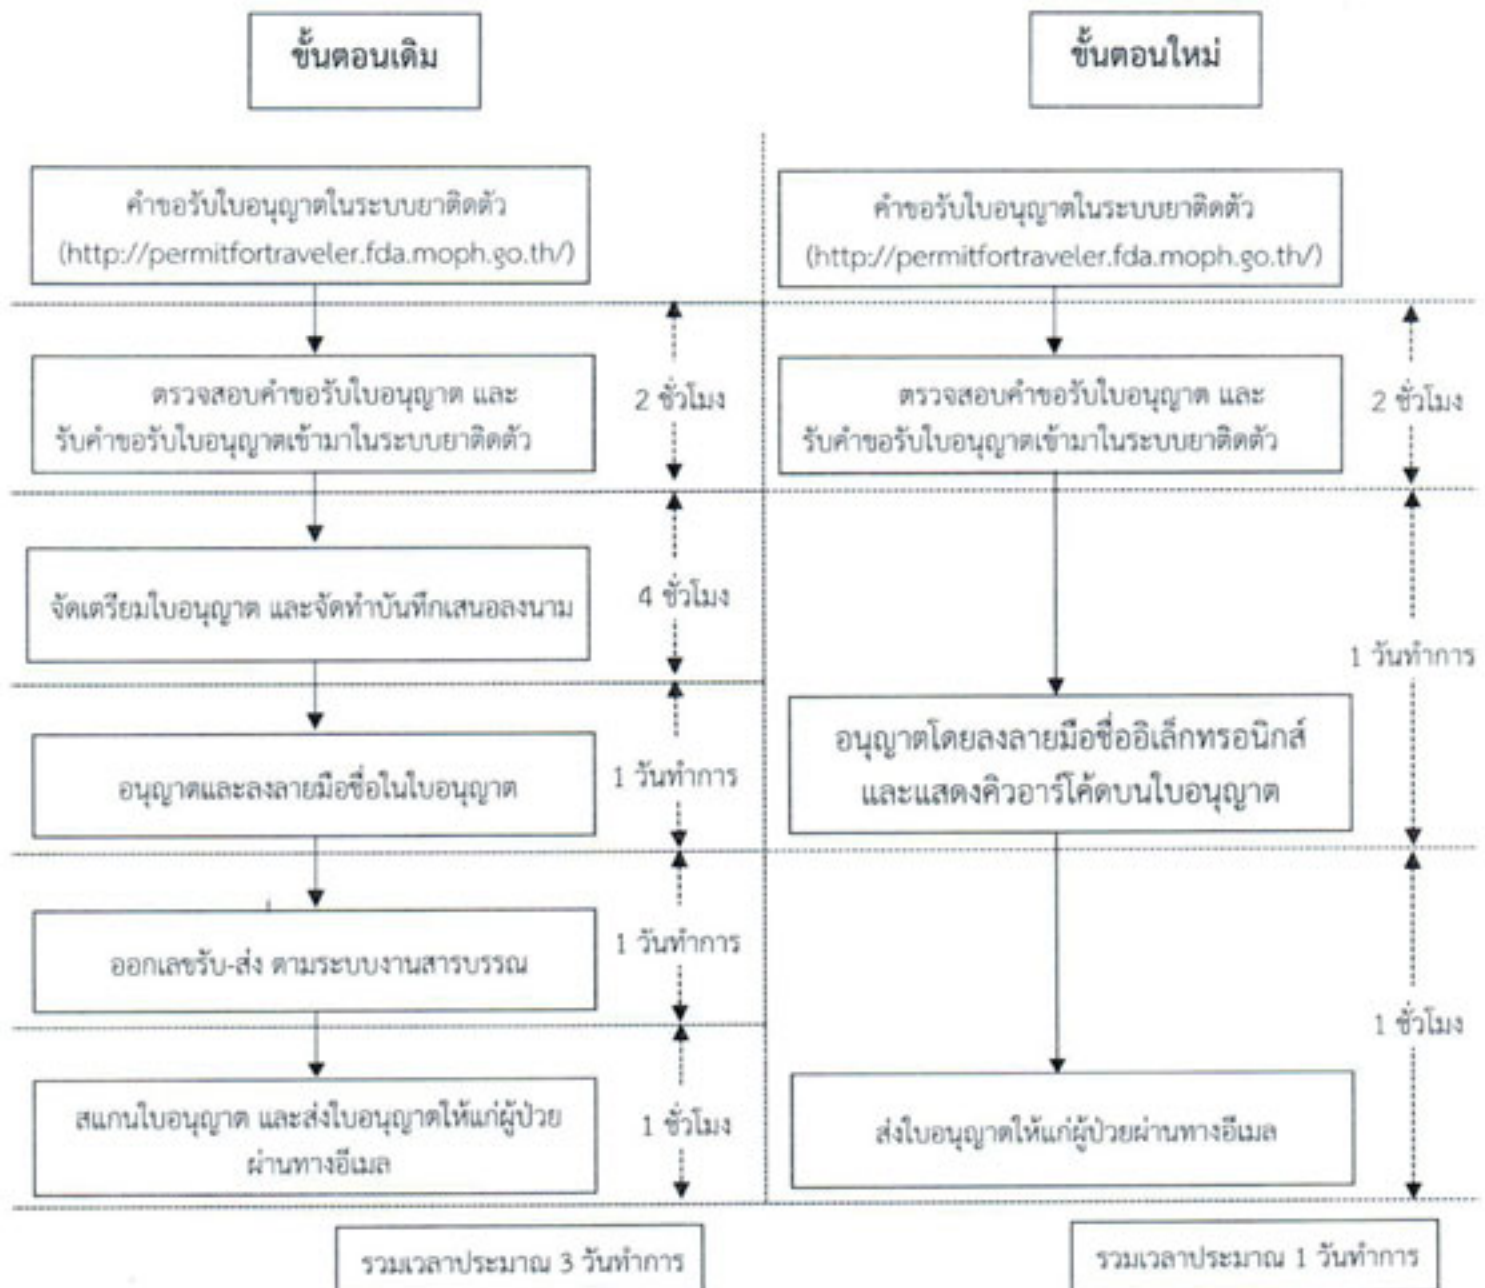 ขั้นตอนเดิม
คำขอรับใบอนุญาตในระบบยาติดตัว
(http://permitfortraveler.fda.moph.go.th/)
ตรวจสอบคำขอรับใบอนุญาต และ
รับคำขอรับใบอนุญาตเข้ามาในระบบยาติดตัว
2 ชั่วโมง
จัดเตรียมใบอนุญาต และจัดทำบันทึกเสนอลงนาม
4 ชั่วโมง
อนุญาตและลงลายมือชื่อในใบอนุญาต
1 วันทำการ
ออกเลขรับ-ส่ง ตามระบบงานสารบรรณ
1 วันทำการ
สแกนใบอนุญาต และส่งใบอนุญาตให้แก่ผู้ป่วย
ผ่านทางอีเมล
1 ชั่วโมง
รวมเวลาประมาณ 3 วันทำการ
ขั้นตอนใหม่
คำขอรับใบอนุญาตในระบบยาติดตัว
(http://permitfortraveler.fda.moph.go.th/)
ตรวจสอบคำขอรับใบอนุญาต และ
รับคำขอรับใบอนุญาตเข้ามาในระบบยาติดตัว
2 ชั่วโมง
อนุญาตโดยลงลายมือชื่ออิเล็กทรอนิกส์
และแสดงคิวอาร์โค้ดบนใบอนุญาต
1 วันทำการ
ส่งใบอนุญาตให้แก่ผู้ป่วยผ่านทางอีเมล
1 ชั่วโมง
รวมเวลาประมาณ 1 วันทำการ